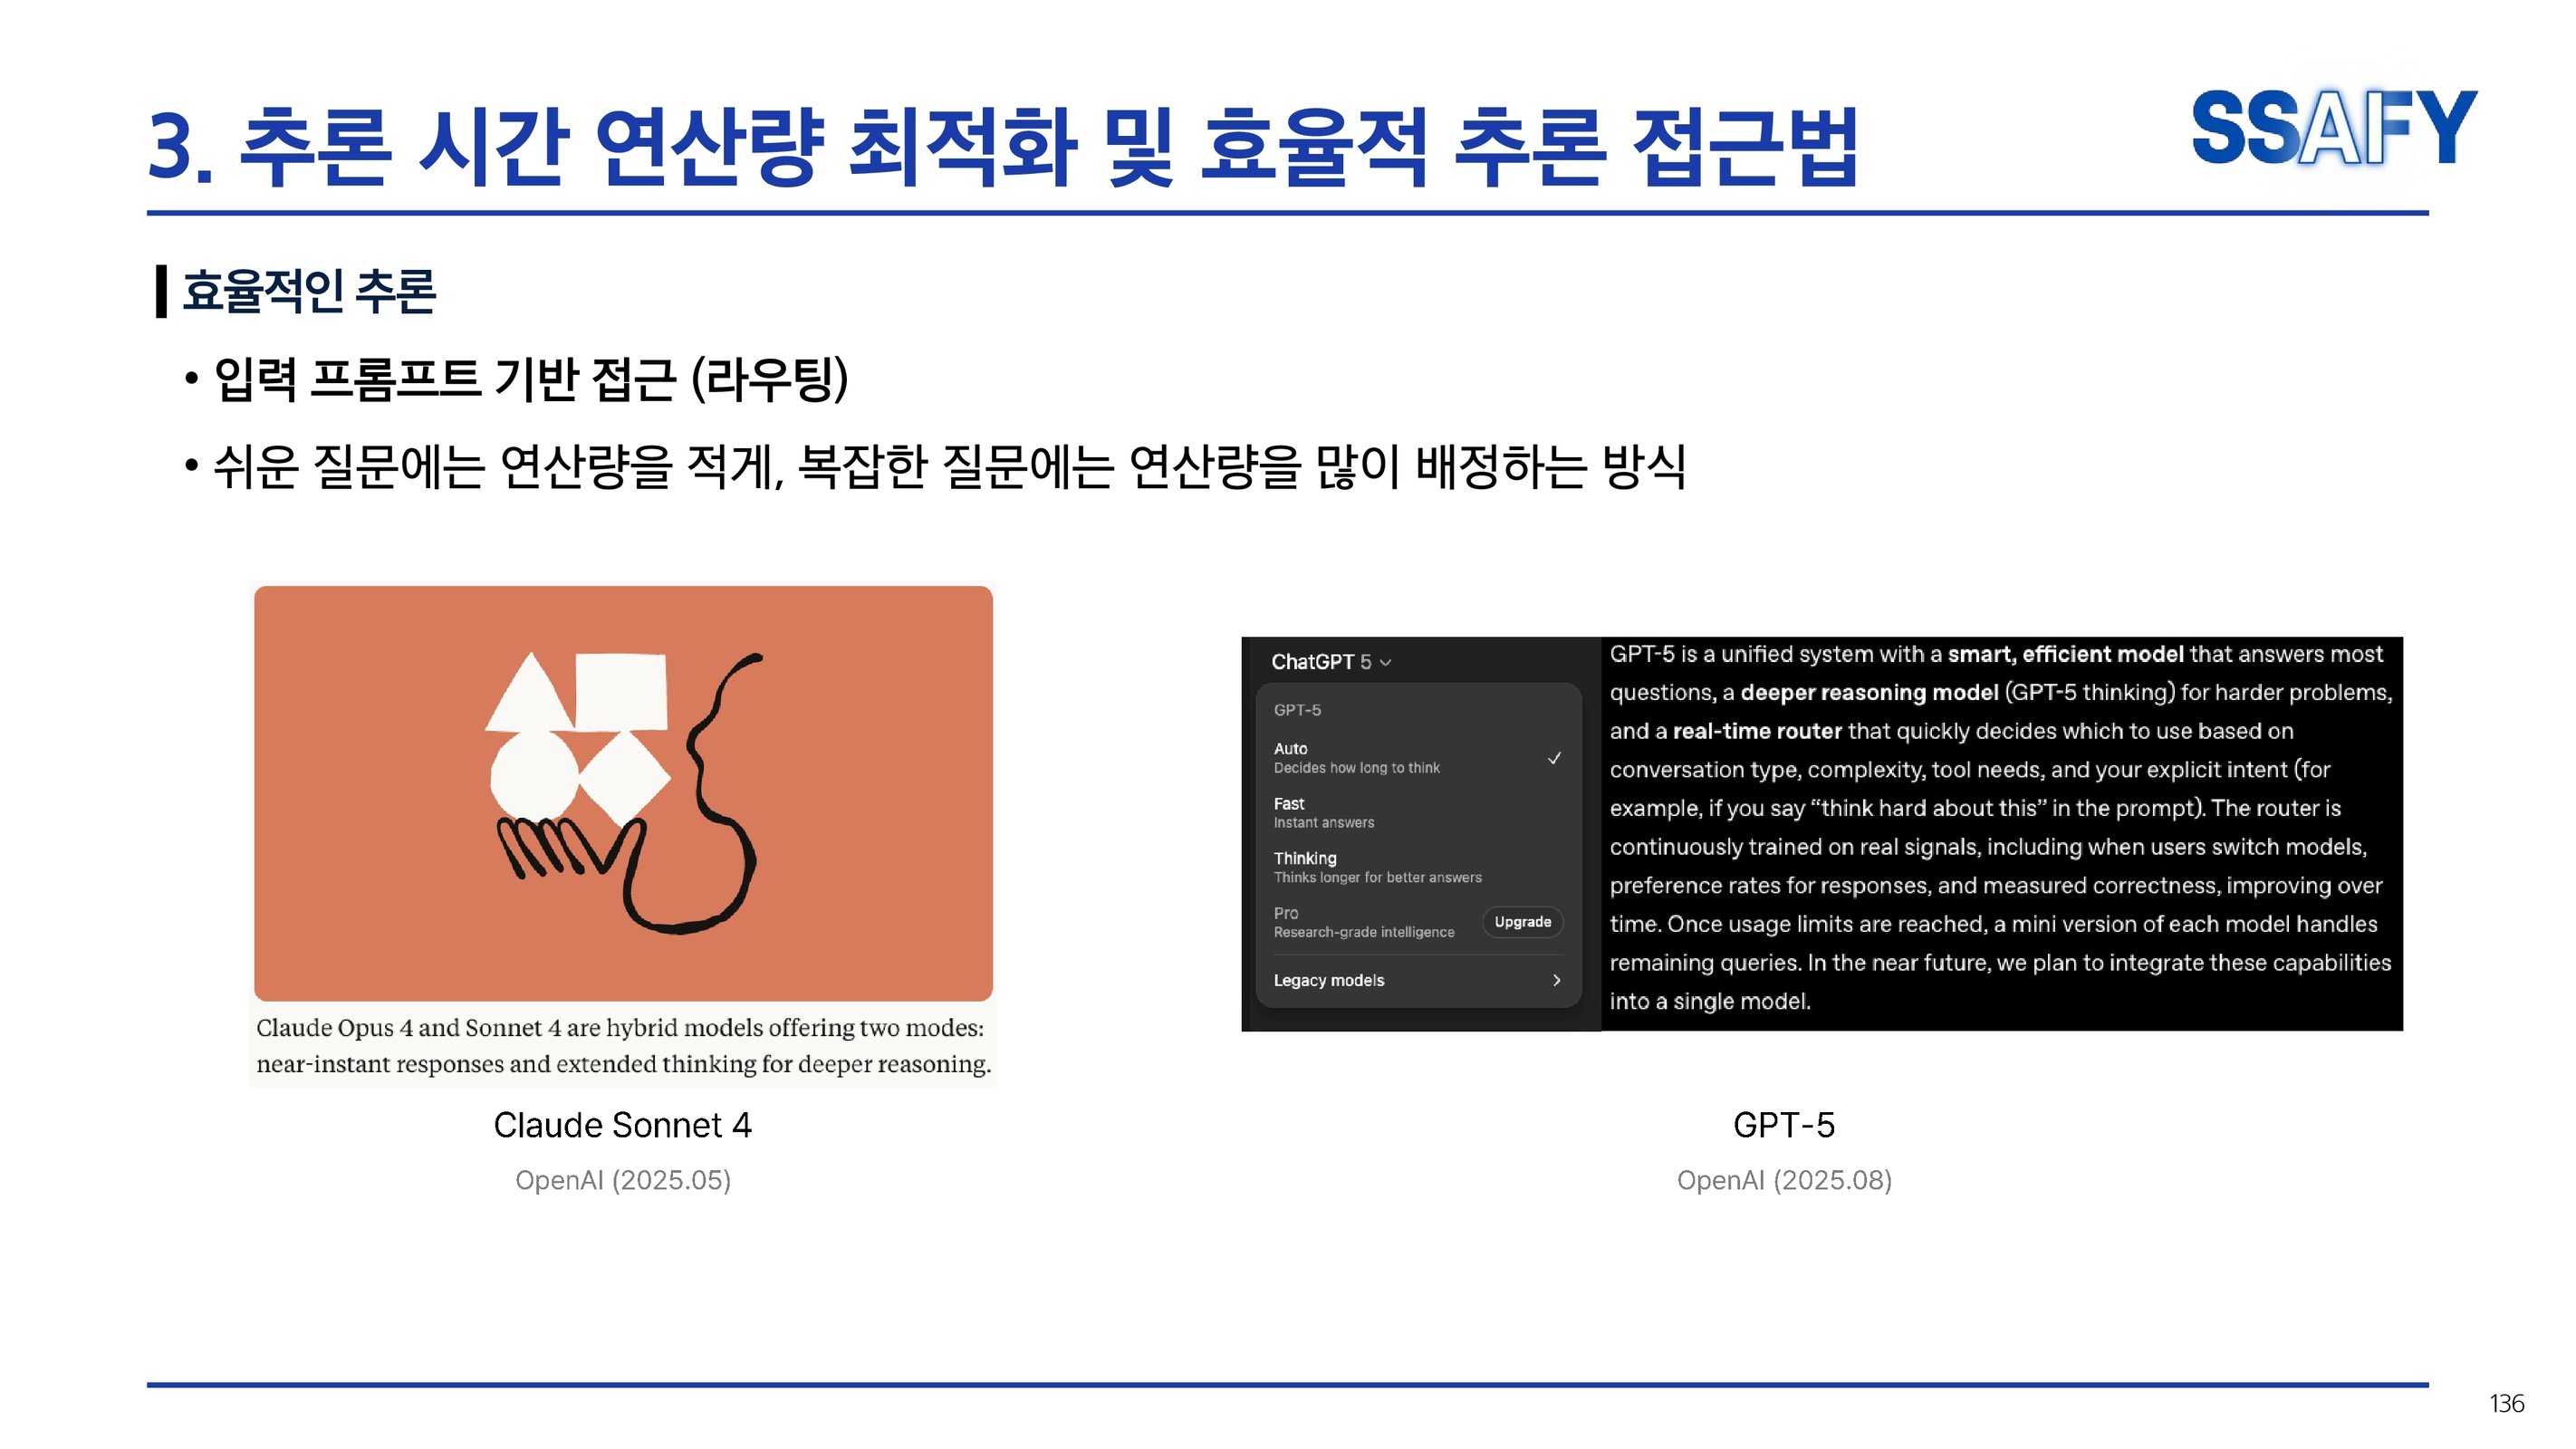 3. 추론 시간 연산량 최적화 및 효율적 추론 접근법
SSAFY
효율적인 추론
• 입력 프롬프트 기반 접근 (라우팅)
• 쉬운 질문에는 연산량을 적게, 복잡한 질문에는 연산량을 많이 배정하는 방식
Claude Opus 4 and Sonnet 4 are hybrid models offering two modes:
near-instant responses and extended thinking for deeper reasoning.
Claude Sonnet 4
OpenAI (2025.05)
ChatGPT 5
GPT-5
Auto
Decides how long to think
Fast
Instant answers
Thinking
Thinks longer for better answers
Pro
Research-grade intelligence
Upgrade
Legacy models
GPT-5 is a unified system with a smart, efficient model that answers most
questions, a deeper reasoning model (GPT-5 thinking) for harder problems,
and a real-time router that quickly decides which to use based on
conversation type, complexity, tool needs, and your explicit intent (for
example, if you say “think hard about this” in the prompt). The router is
continuously trained on real signals, including when users switch models,
preference rates for responses, and measured correctness, improving over
time. Once usage limits are reached, a mini version of each model handles
remaining queries. In the near future, we plan to integrate these capabilities
into a single model.
GPT-5
OpenAI (2025.08)
136